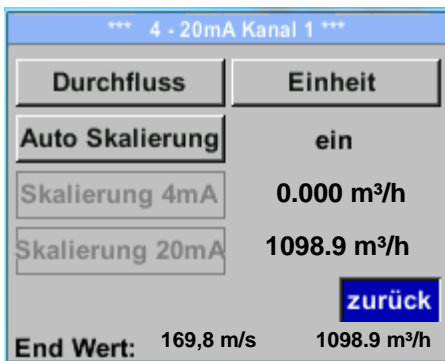 *** 4 - 20mA Kanal 1 ***
Durchfluss Einheit
Auto Skalierung ein
Skalierung 4mA 0.000 m³/h
Skalierung 20mA 1098.9 m³/h
zurück
End Wert: 169,8 m/s 1098.9 m³/h